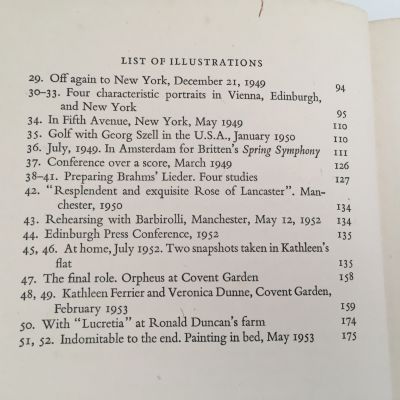 LIST OF ILLUSTRATIONS
29. Off again to New York, December 21, 1949 94
30–33. Four characteristic portraits in Vienna, Edinburgh,
and New York 95
34. In Fifth Avenue, New York, May 1949 110
35. Golf with Georg Szell in the U.S.A., January 1950 110
36. July, 1949. In Amsterdam for Britten's Spring Symphony 111
37. Conference over a score, March 1949 126
38–41. Preparing Brahms' Lieder. Four studies 127
42. "Resplendent and exquisite Rose of Lancaster". Man-
chester, 1950 134
43. Rehearsing with Barbirolli, Manchester, May 12, 1952 134
44. Edinburgh Press Conference, 1952 135
45, 46. At home, July 1952. Two snapshots taken in Kathleen's
flat 135
47. The final role. Orpheus at Covent Garden 158
48, 49. Kathleen Ferrier and Veronica Dunne, Covent Garden,
February 1953 159
50. With "Lucretia" at Ronald Duncan's farm 174
51, 52. Indomitable to the end. Painting in bed, May 1953 175